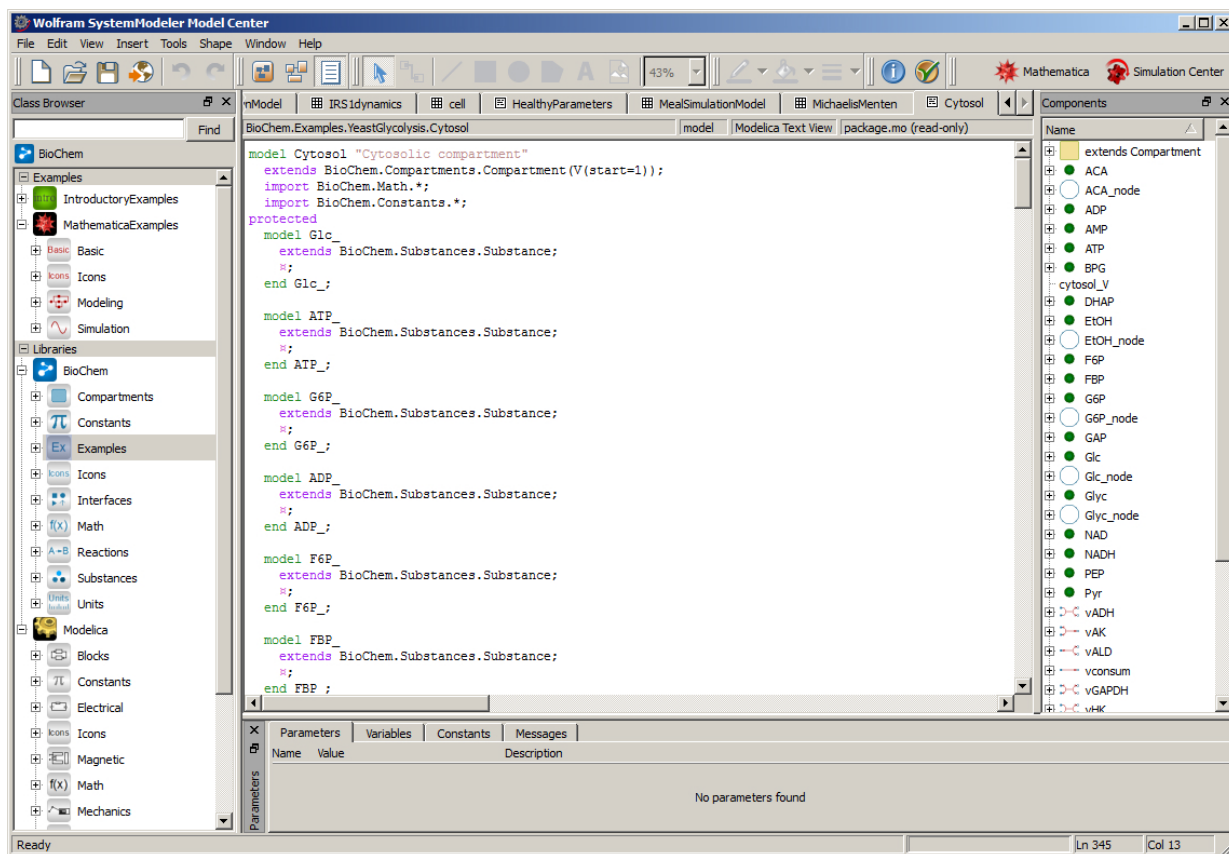 Wolfram SystemModeler Model Center
File Edit View Insert Tools Shape Window Help
43%
Mathematica
Simulation Center
Class Browser
Find
BioChem
Examples
intro IntroductoryExamples
MathematicaExamples
Basic Basic
Icons Icons
Modeling
Simulation
Libraries
BioChem
Compartments
π Constants
Ex Examples
Icons Icons
Interfaces
f(x) Math
A→B Reactions
Substances
Units Units
Modelica
Blocks
π Constants
Electrical
Icons Icons
Magnetic
f(x) Math
Mechanics
nModel IRS1dynamics cell HealthyParameters MealSimulationModel MichaelisMenten Cytosol
BioChem.Examples.YeastGlycolysis.Cytosol model Modelica Text View package.mo (read-only)
model Cytosol "Cytosolic compartment"
extends BioChem.Compartments.Compartment(V(start=1));
import BioChem.Math.*;
import BioChem.Constants.*;
protected
model Glc_
extends BioChem.Substances.Substance;
¤;
end Glc_;
model ATP_
extends BioChem.Substances.Substance;
¤;
end ATP_;
model G6P_
extends BioChem.Substances.Substance;
¤;
end G6P_;
model ADP_
extends BioChem.Substances.Substance;
¤;
end ADP_;
model F6P_
extends BioChem.Substances.Substance;
¤;
end F6P_;
model FBP_
extends BioChem.Substances.Substance;
¤;
end FBP_;
Components
Name
extends Compartment
ACA
ACA_node
ADP
AMP
ATP
BPG
cytosol_V
DHAP
EtOH
EtOH_node
F6P
FBP
G6P
G6P_node
GAP
Glc
Glc_node
Glyc
Glyc_node
NAD
NADH
PEP
Pyr
vADH
vAK
vALD
vconsum
vGAPDH
vHK
Parameters Variables Constants Messages
Name Value Description
Parameters
No parameters found
Ready
Ln 345 Col 13